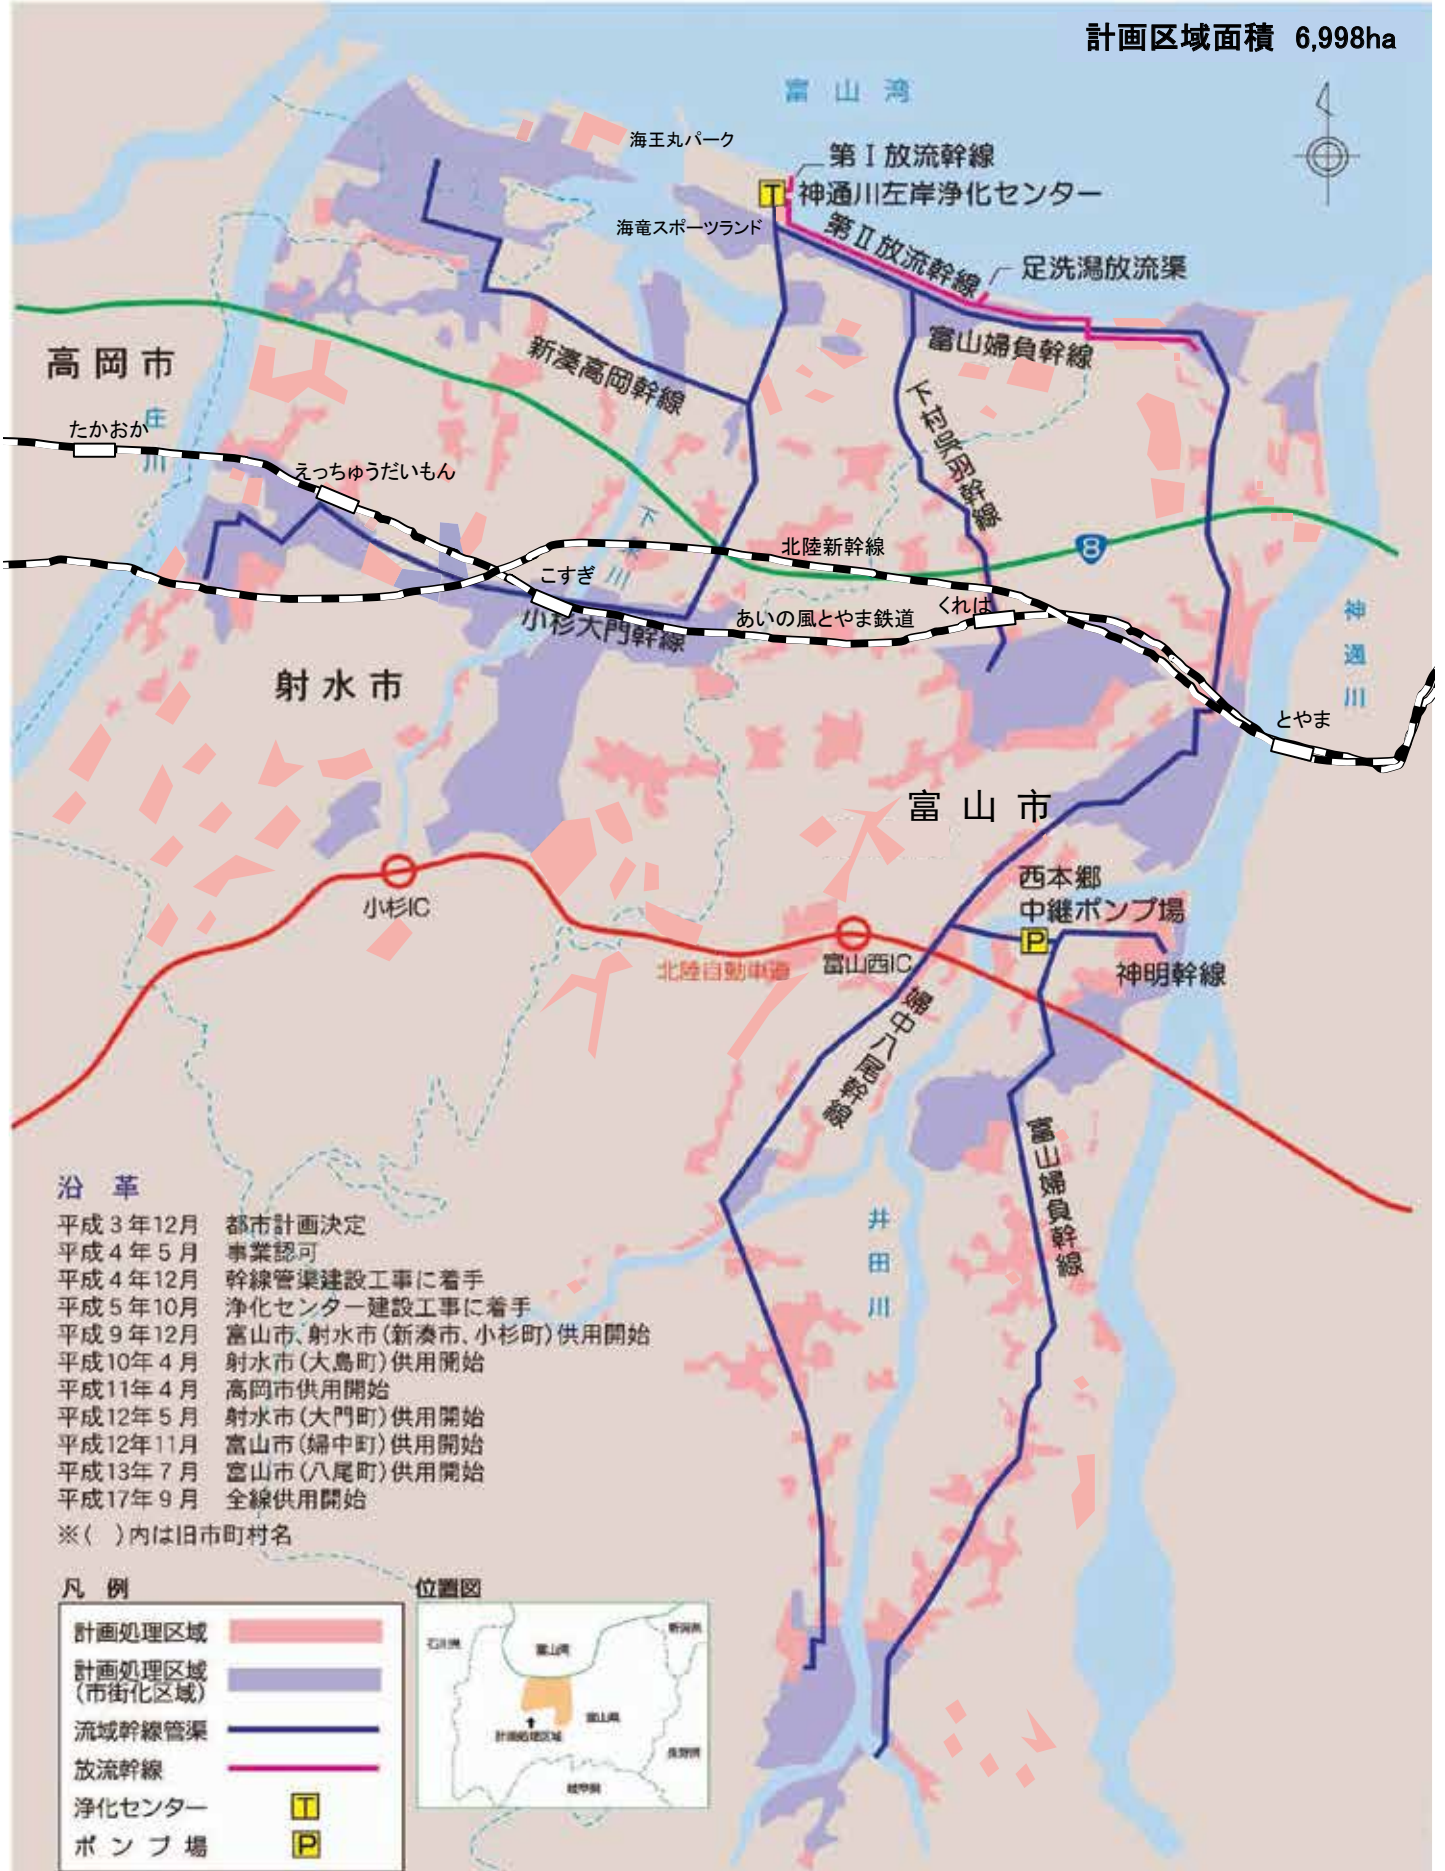 計画区域面積 6,998ha
富山湾
海王丸パーク
第Ⅰ放流幹線
T
神通川左岸浄化センター
海竜スポーツランド
第Ⅱ放流幹線
足洗潟放流渠
富山婦負幹線
新湊高岡幹線
高岡市
下村呉羽幹線
庄川
たかおか
えっちゅうだいもん
下条川
8
北陸新幹線
こすぎ
小杉大門幹線
あいの風とやま鉄道
くれは
神通川
射水市
とやま
富山市
西本郷
中継ポンプ場
P
小杉IC
北陸自動車道
富山西IC
神明幹線
婦中八尾幹線
富山婦負幹線
井田川
沿革
平成3年12月 都市計画決定
平成4年5月 事業認可
平成4年12月 幹線管渠建設工事に着手
平成5年10月 浄化センター建設工事に着手
平成9年12月 富山市、射水市(新湊市、小杉町)供用開始
平成10年4月 射水市(大島町)供用開始
平成11年4月 高岡市供用開始
平成12年5月 射水市(大門町)供用開始
平成12年11月 富山市(婦中町)供用開始
平成13年7月 富山市(八尾町)供用開始
平成17年9月 全線供用開始
※( )内は旧市町村名
凡例
計画処理区域
計画処理区域
(市街化区域)
流域幹線管渠
放流幹線
浄化センター T
ポンプ場 P
位置図
石川県
富山湾
新潟県
富山県
計画処理区域
長野県
岐阜県